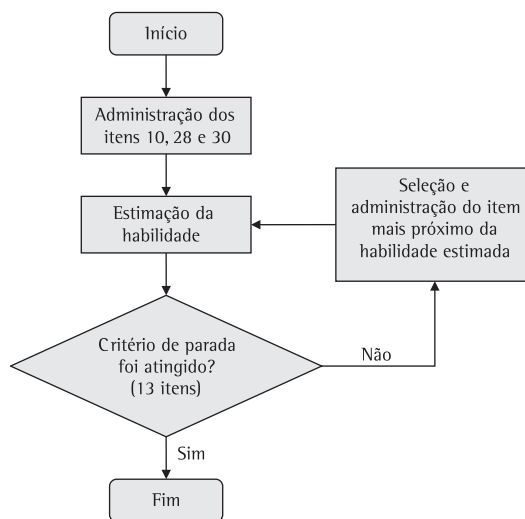 Início
Administração dos
itens 10, 28 e 30
Estimação da
habilidade
Seleção e
administração do item
mais próximo da
habilidade estimada
Critério de parada
foi atingido?
(13 itens)
Não
Sim
Fim